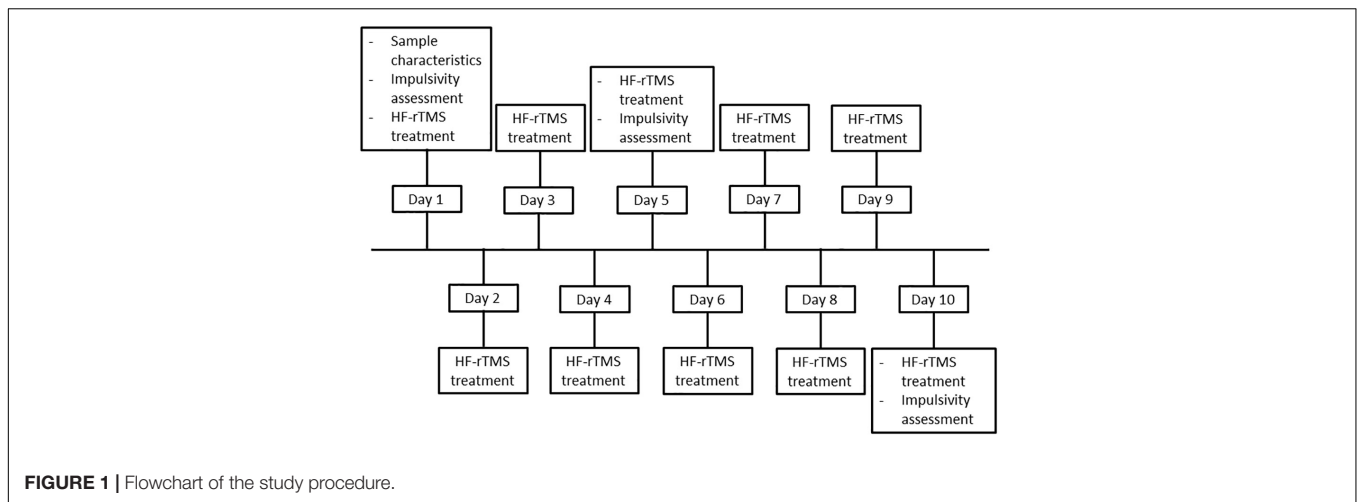 - Sample
characteristics
- Impulsivity
assessment
- HF-rTMS
treatment
HF-rTMS
treatment
- HF-rTMS
treatment
- Impulsivity
assessment
HF-rTMS
treatment
HF-rTMS
treatment
Day 1
Day 3
Day 5
Day 7
Day 9
Day 2
Day 4
Day 6
Day 8
Day 10
HF-rTMS
treatment
HF-rTMS
treatment
HF-rTMS
treatment
HF-rTMS
treatment
- HF-rTMS
treatment
- Impulsivity
assessment
FIGURE 1 | Flowchart of the study procedure.